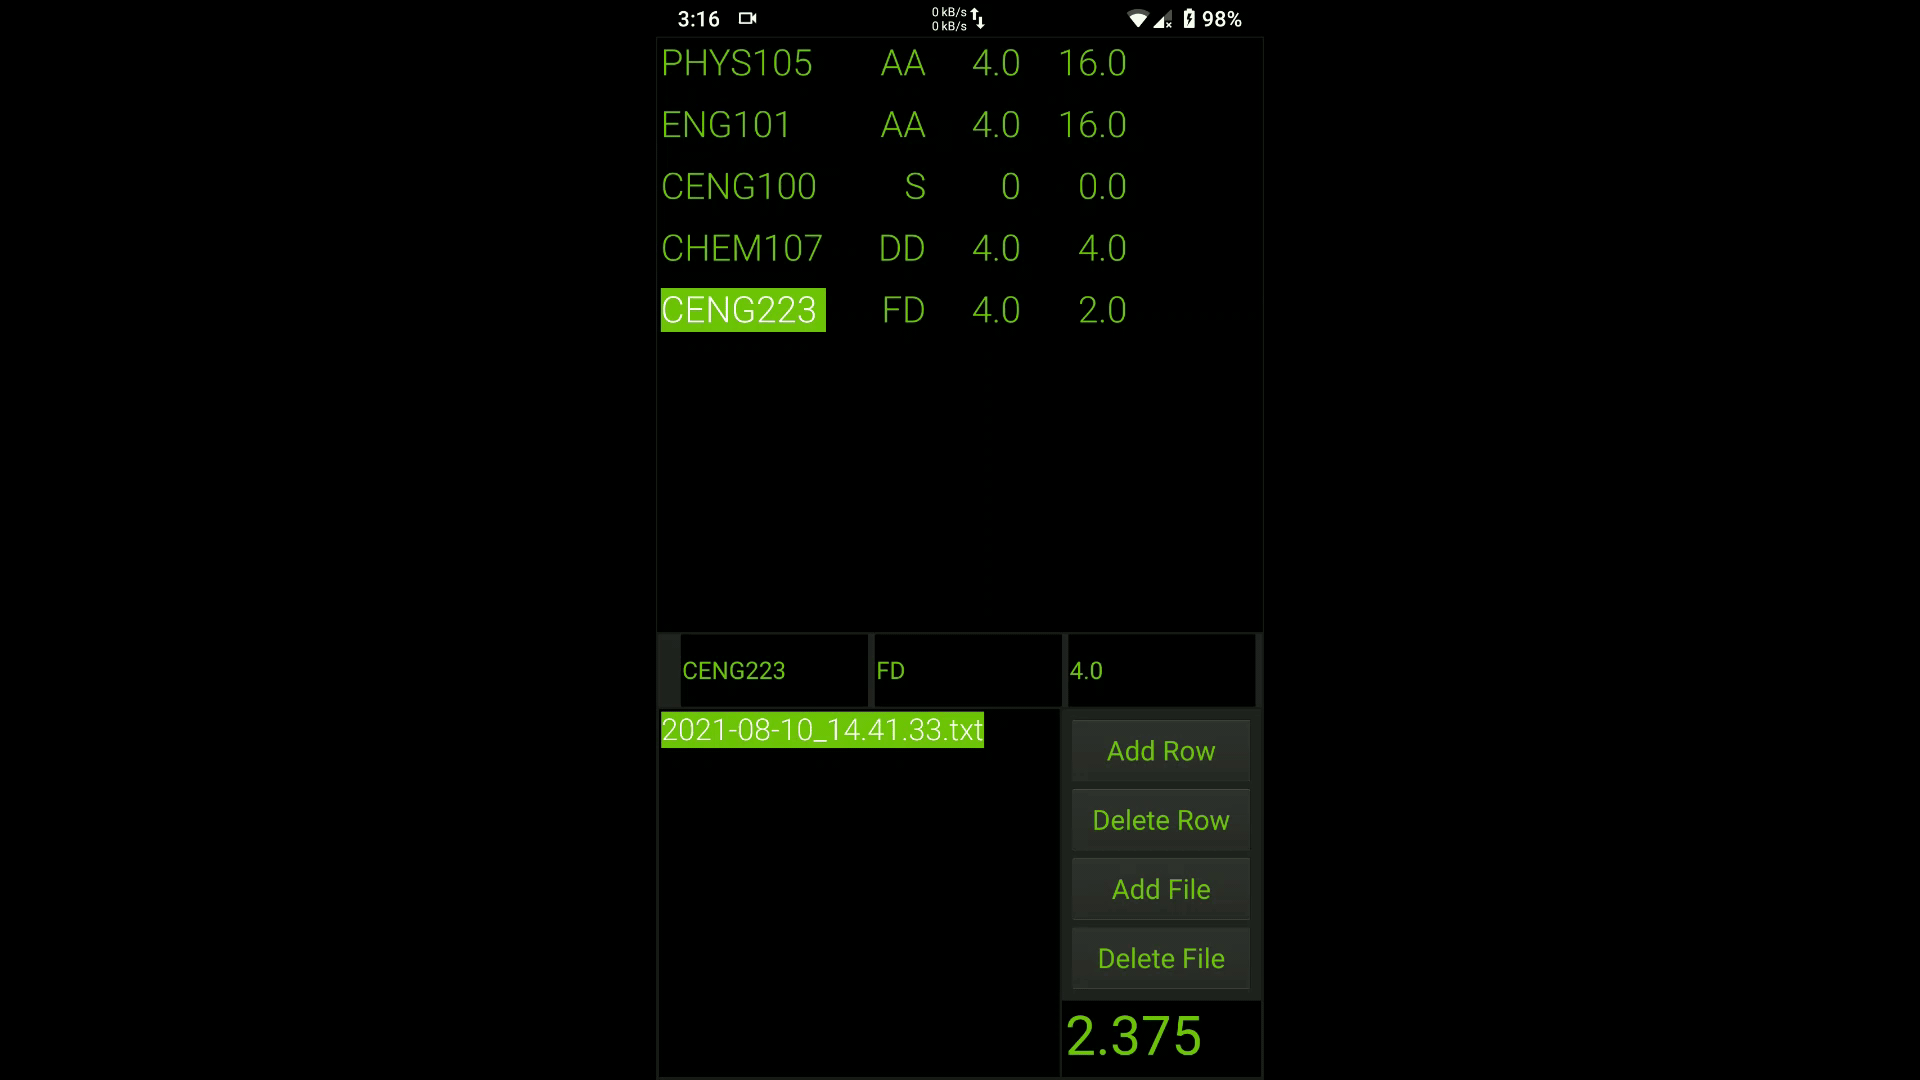 3:16 0 kB/s 98%
0 kB/s
PHYS105 AA 4.0 16.0
ENG101 AA 4.0 16.0
CENG100 S 0 0.0
CHEM107 DD 4.0 4.0
CENG223 FD 4.0 2.0
CENG223 FD 4.0
2021-08-10_14.41.33.txt
Add Row
Delete Row
Add File
Delete File
2.375